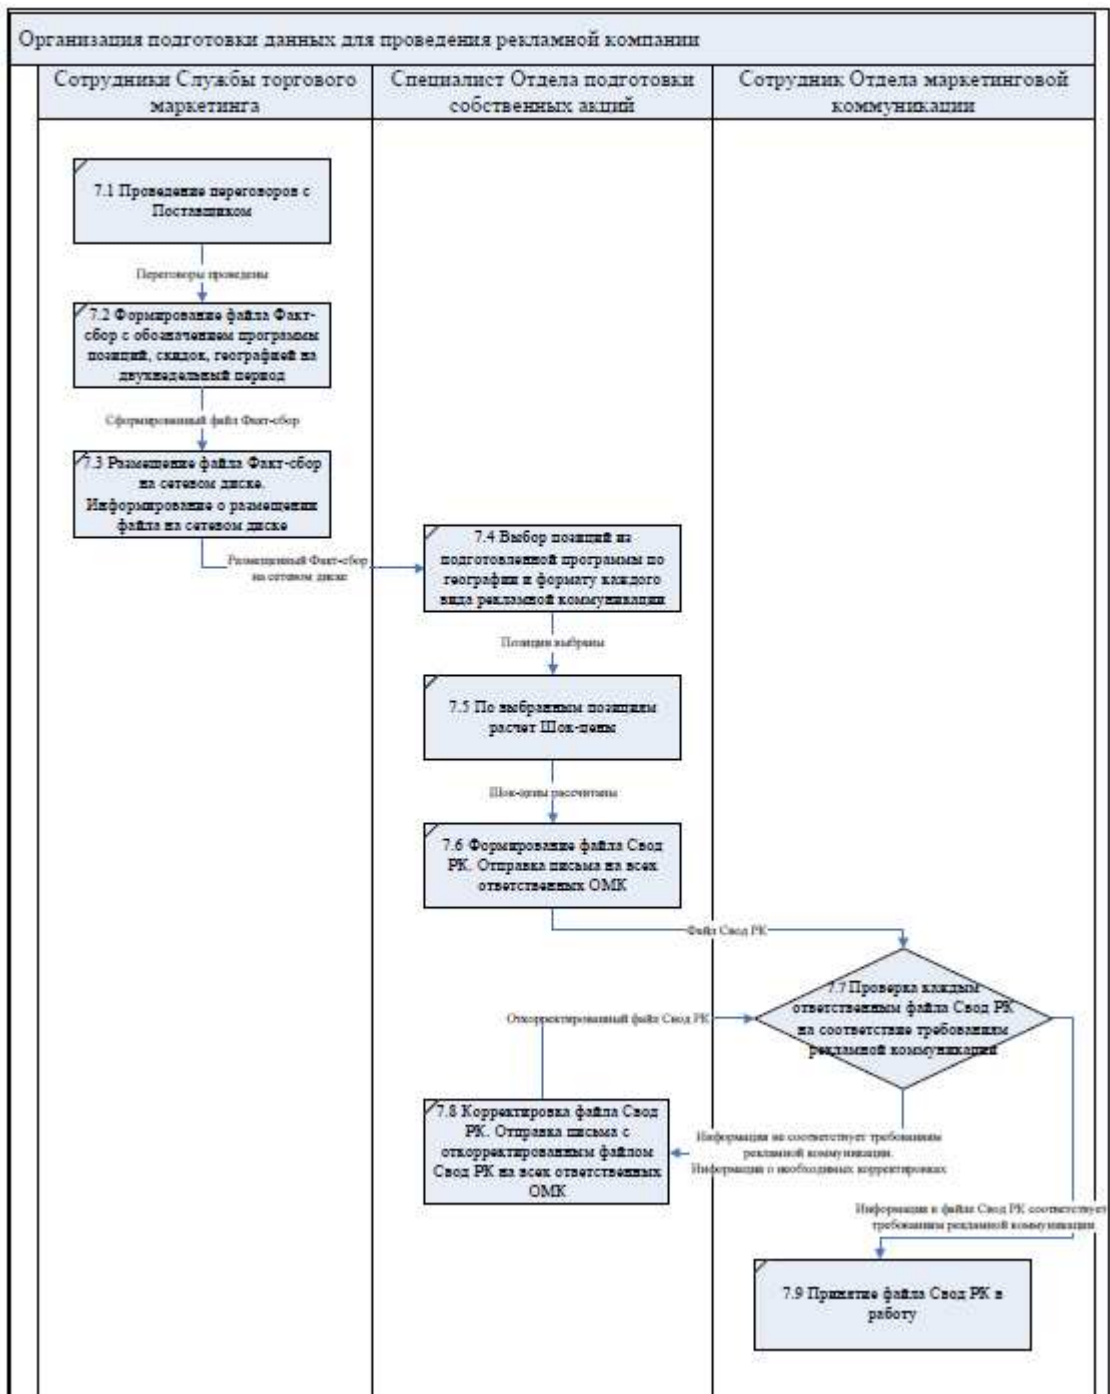 Организация подготовки данных для проведения рекламной компании
Сотрудники Службы торгового
маркетинга
Специалист Отдела подготовки
собственных акций
Сотрудник Отдела маркетинговой
коммуникации
7.1 Проведение переговоров с
Поставщиком
Переговоры проведены
7.2 Формирование файла Факт-
сбор с обозначением программы
позиций, скидок, географией на
двухнедельный период
Сформированный файл Факт-сбор
7.3 Размещение файла Факт-сбор
на сетевом диске.
Информирование о размещении
файла на сетевом диске
Размещенный Факт-сбор
на сетевом диске
7.4 Выбор позиций из
подготовленной программы по
географии и формату каждого
вида рекламной коммуникации
Позиции выбраны
7.5 По выбранным позициям
расчет Шок-цены
Шок-цены рассчитаны
7.6 Формирование файла Свод
РК. Отправка письма на всех
ответственных ОМК
Файл Свод РК
7.7 Проверка каждым
ответственным файла Свод РК
на соответствие требованиям
рекламной коммуникаций
Откорректированный файл Свод РК
7.8 Корректировка файла Свод
РК. Отправка письма с
откорректированным файлом
Свод РК на всех ответственных
ОМК
Информация не соответствует требованиям
рекламной коммуникации.
Информация о необходимых корректировках
Информация в файле Свод РК соответствует
требованиям рекламной коммуникации
7.9 Принятие файла Свод РК в
работу